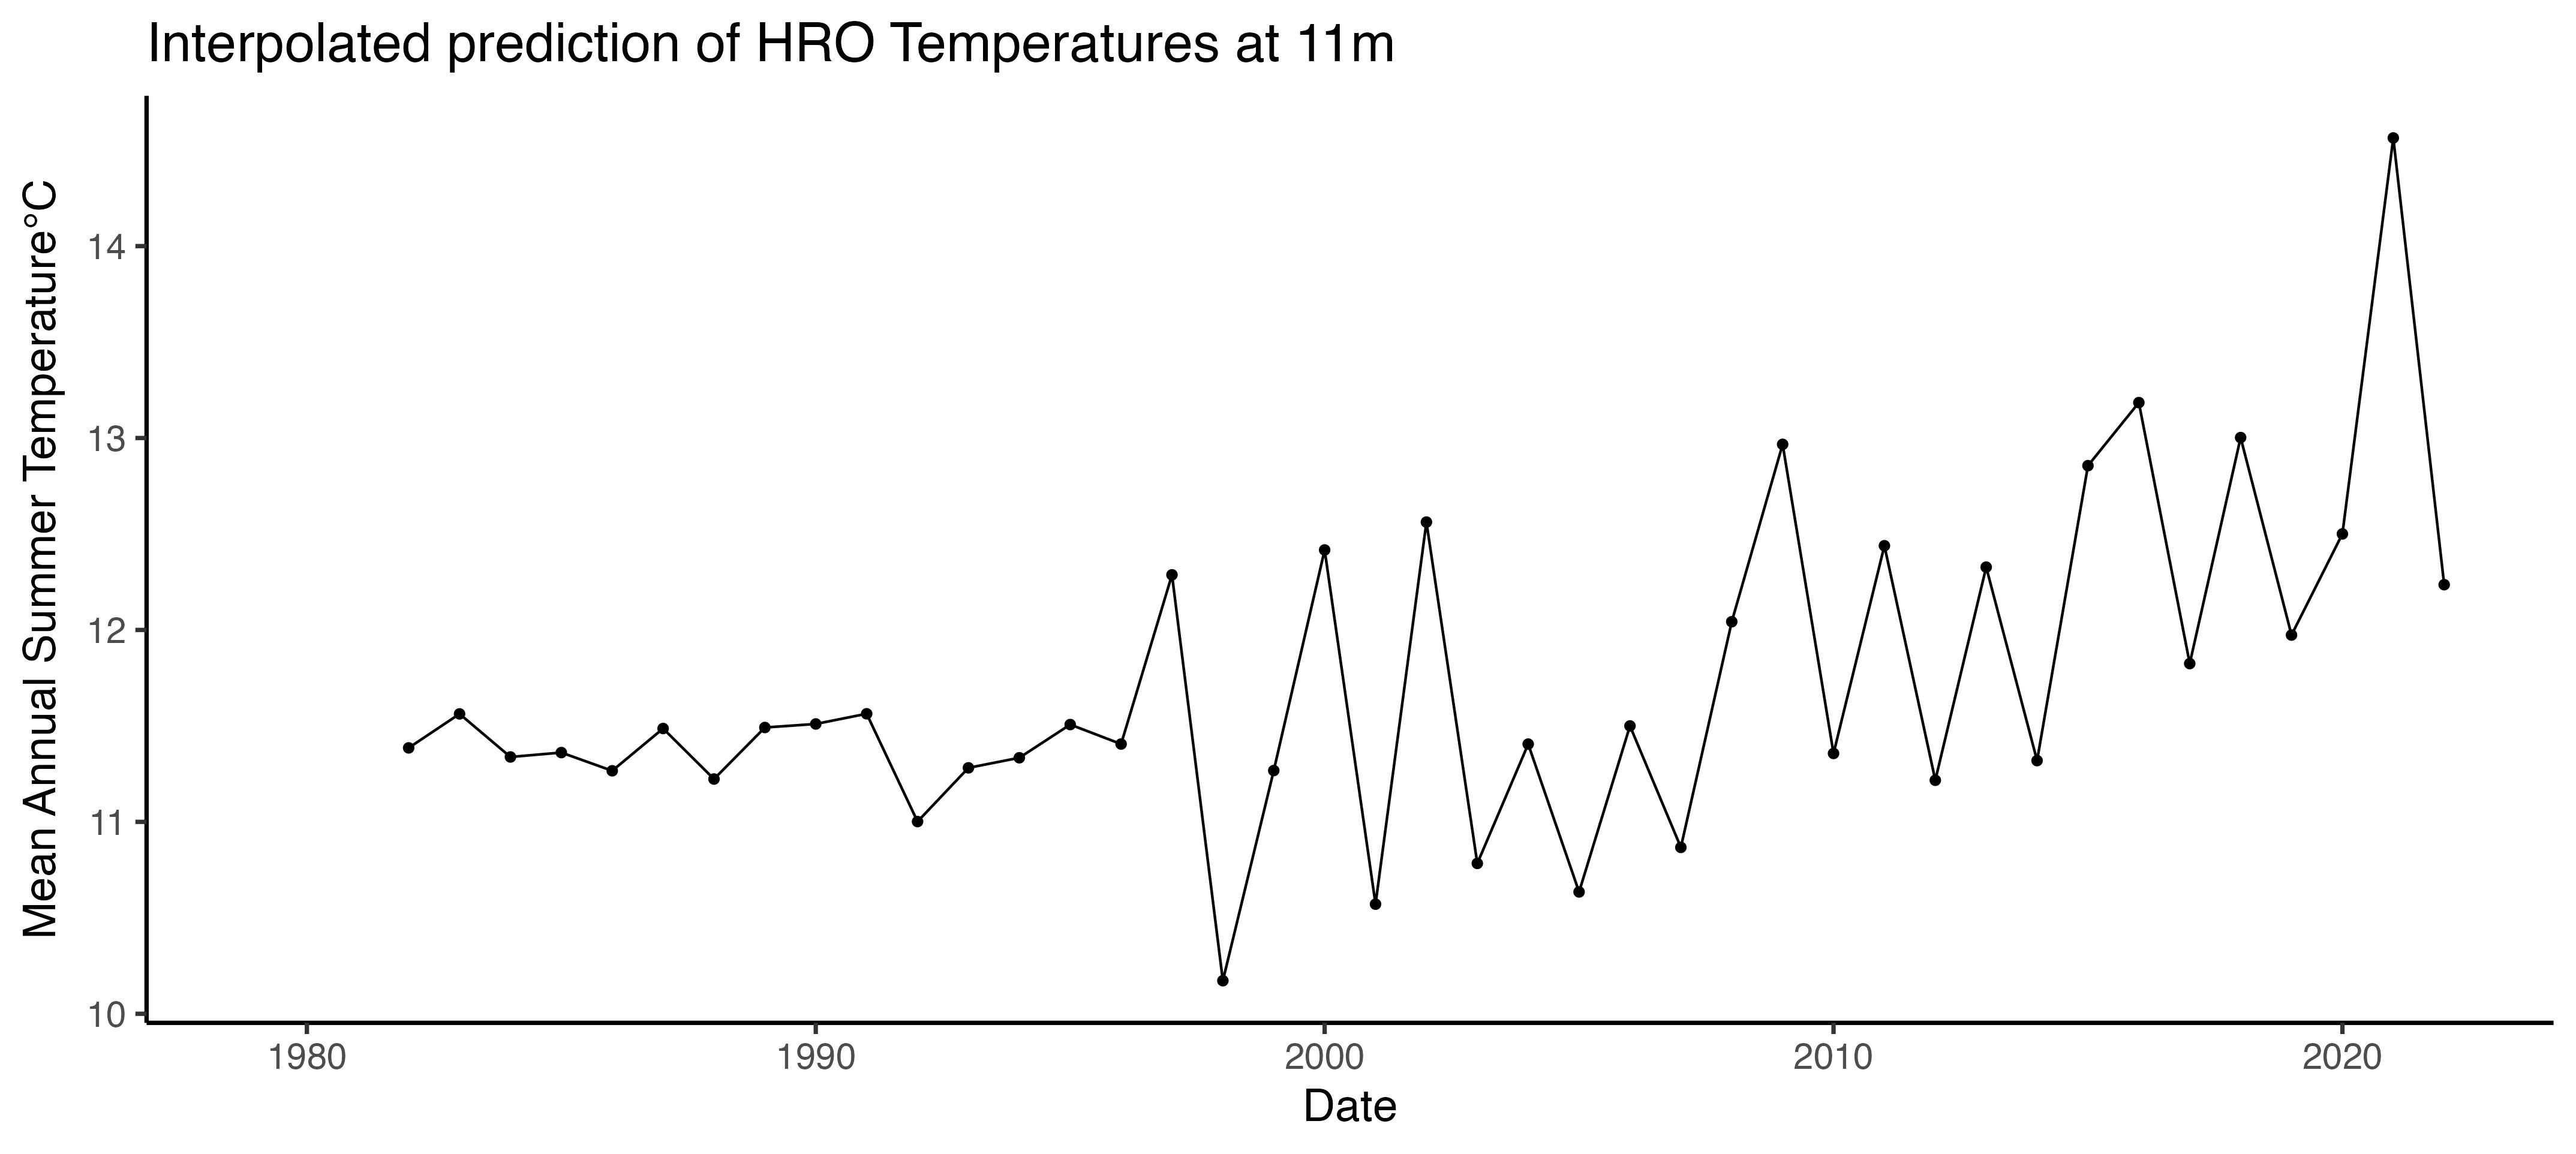 Interpolated prediction of HRO Temperatures at 11m
Mean Annual Summer Temperature°C
14
13
12
11
10
1980 1990 2000 2010 2020
Date